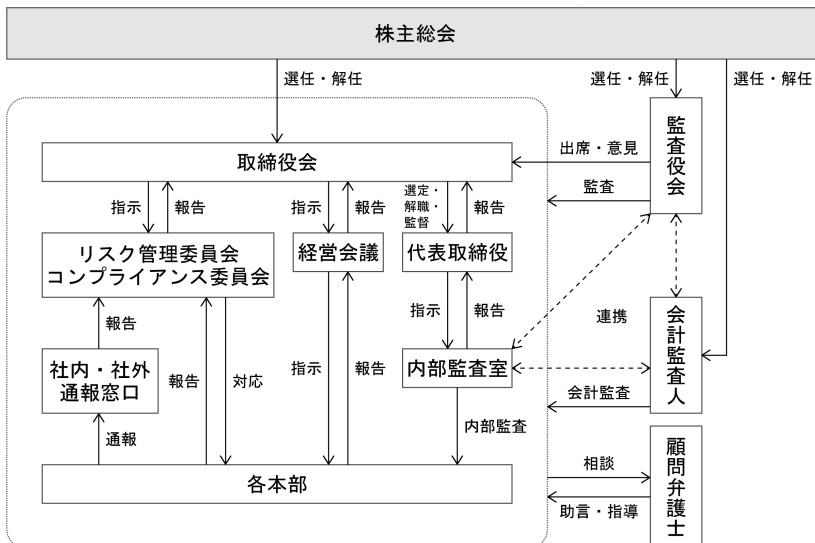 株主総会
選任・解任
選任・解任
選任・解任
監査役会
取締役会
出席・意見
監査
指示
報告
指示
報告
選定・
解職・
監督
報告
リスク管理委員会
コンプライアンス委員会
経営会議
代表取締役
報告
指示
報告
連携
会計監査人
社内・社外
通報窓口
報告
対応
指示
報告
内部監査室
会計監査
通報
内部監査
各本部
相談
助言・指導
顧問弁護士